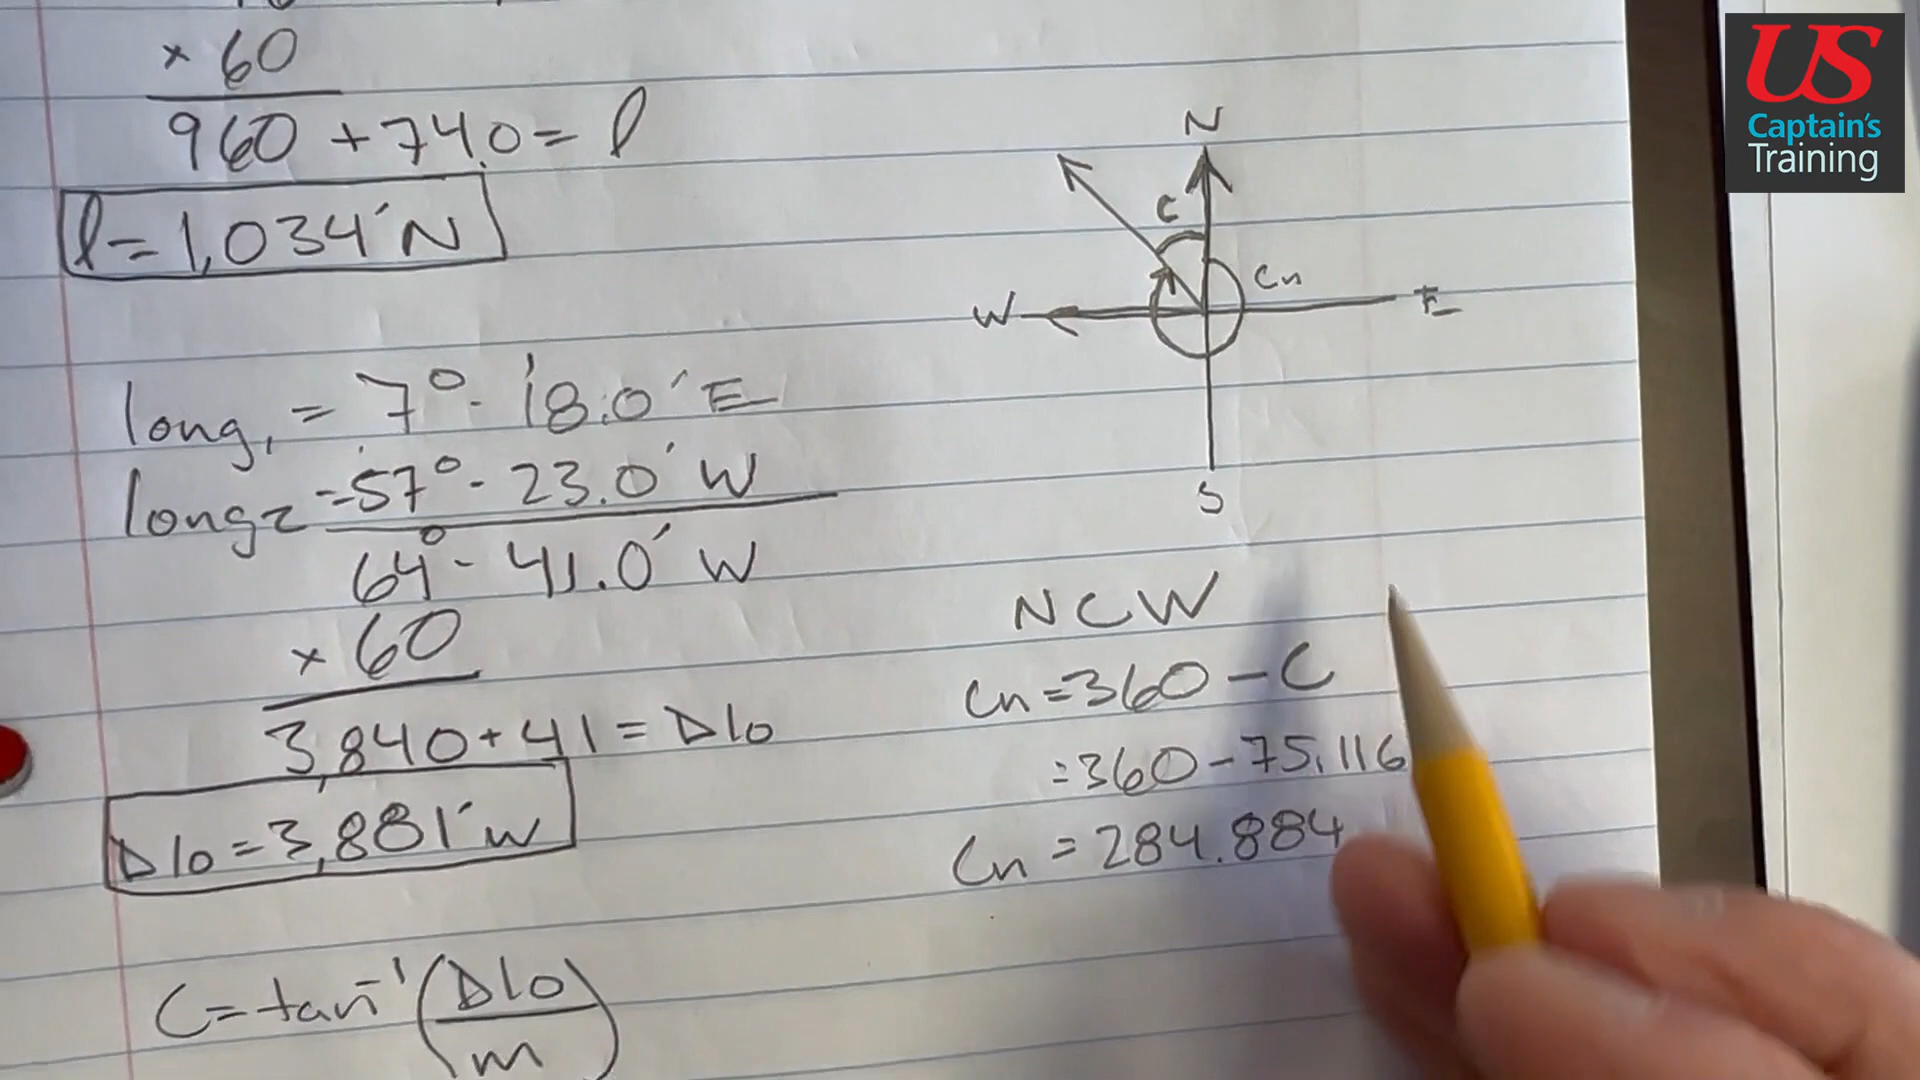 × 60
960 + 74.0 = l
l = 1,034' N
long₁ = 7° - 18.0' E
long₂ = -57° - 23.0' W
64° - 41.0' W
× 60
3,840 + 41 = Dlo
Dlo = 3,881' W
C = tan⁻¹ (Dlo
m)
N
C
Cn
W
E
S
N C W
Cn = 360 - C
= 360 - 75.116
Cn = 284.884
US
Captain's
Training